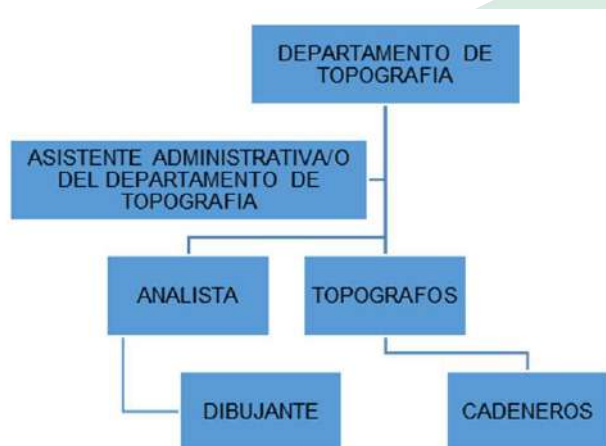 DEPARTAMENTO DE
TOPOGRAFIA
ASISTENTE ADMINISTRATIVA/O
DEL DEPARTAMENTO DE
TOPOGRAFIA
ANALISTA
TOPOGRAFOS
DIBUJANTE
CADENEROS